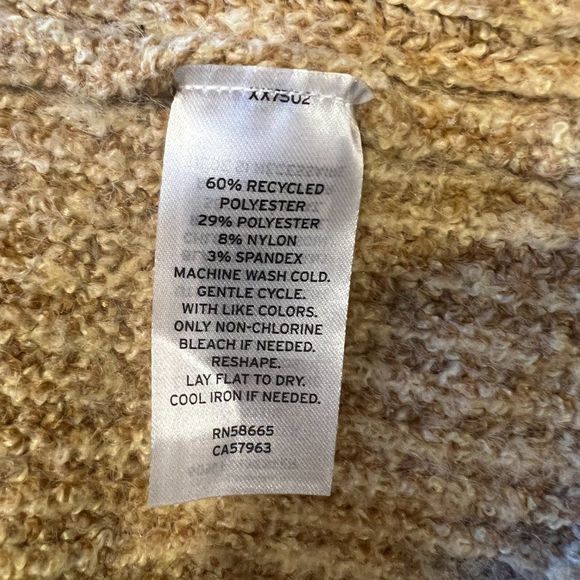 XX7502
60% RECYCLED
POLYESTER
29% POLYESTER
8% NYLON
3% SPANDEX
MACHINE WASH COLD.
GENTLE CYCLE.
WITH LIKE COLORS.
ONLY NON-CHLORINE
BLEACH IF NEEDED.
RESHAPE.
LAY FLAT TO DRY.
COOL IRON IF NEEDED.
RN58665
CA57963